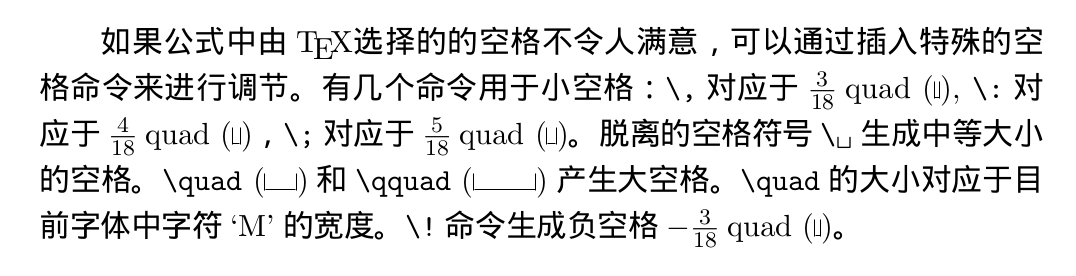 如果公式中由 TEX选择的的空格不令人满意，可以通过插入特殊的空
格命令来进行调节。有几个命令用于小空格：\, 对应于 3/18 quad (␣), \: 对
应于 4/18 quad (␣)，\; 对应于 5/18 quad (␣)。脱离的空格符号 \␣ 生成中等大小
的空格。\quad (␣) 和 \qquad (␣) 产生大空格。\quad 的大小对应于目
前字体中字符 ‘M’ 的宽度。\! 命令生成负空格 −3/18 quad (␣)。